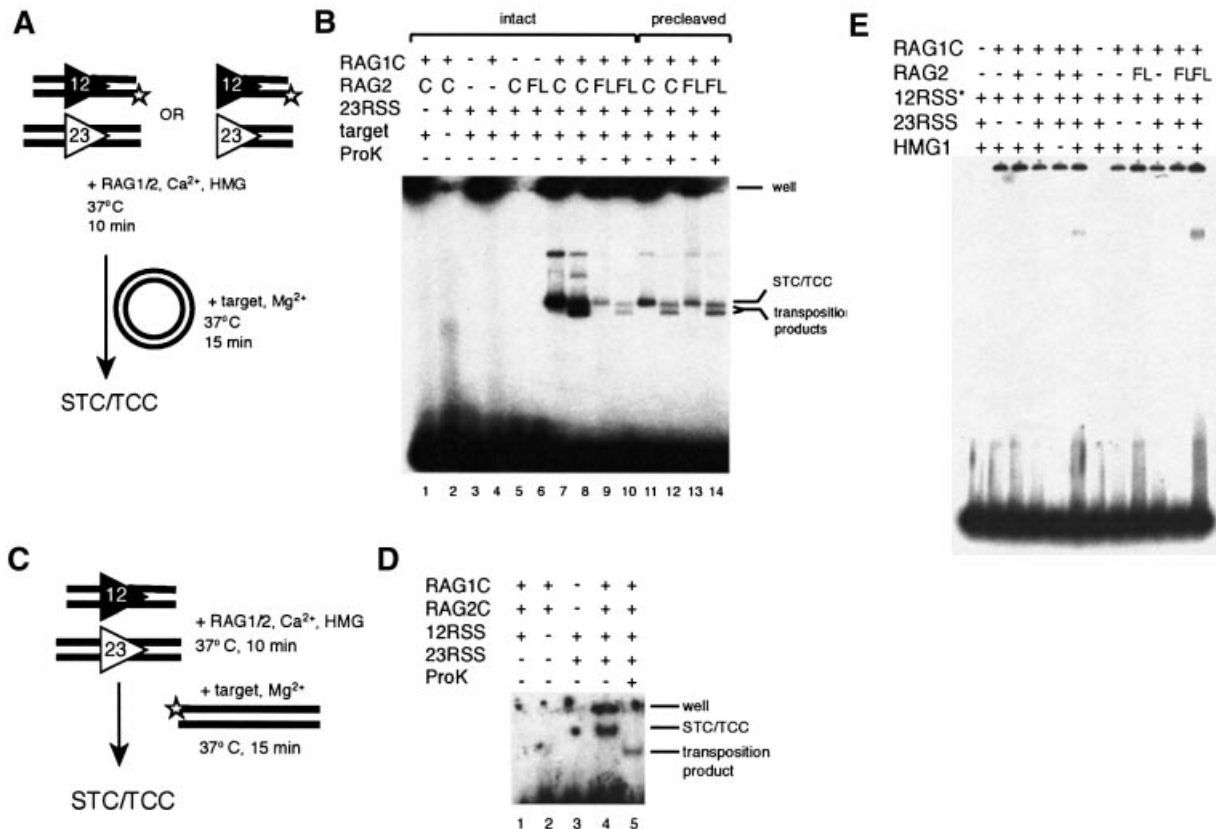 A
12
12
OR
23
23
+ RAG1/2, Ca²⁺, HMG
37⁰C
10 min
+ target, Mg²⁺
37⁰C
15 min
STC/TCC
B
intact precleaved
RAG1C + + - - - - + + + + + + + +
RAG2 C C - - C FL C C FL FL C C FL FL
23RSS - + + + + + + + + + + + + +
target + - + + + + + + + + + + + +
ProK - - - - - - - + - + - + - +
well
STC/TCC
transposition
products
1 2 3 4 5 6 7 8 9 10 11 12 13 14
C
12
23
+ RAG1/2, Ca²⁺, HMG
37⁰ C, 10 min
+ target, Mg²⁺
37⁰ C, 15 min
STC/TCC
D
RAG1C + + - + +
RAG2C + + - + +
12RSS + - + + +
23RSS - - + + +
ProK - - - - +
well
STC/TCC
transposition
product
1 2 3 4 5
E
RAG1C - + + + + + - + + + + +
RAG2 - - + - + + - - FL - FL FL
12RSS* + + + + + + + + + + + +
23RSS + - - + + + + - - + + +
HMG1 + + + + - + + + + + - +